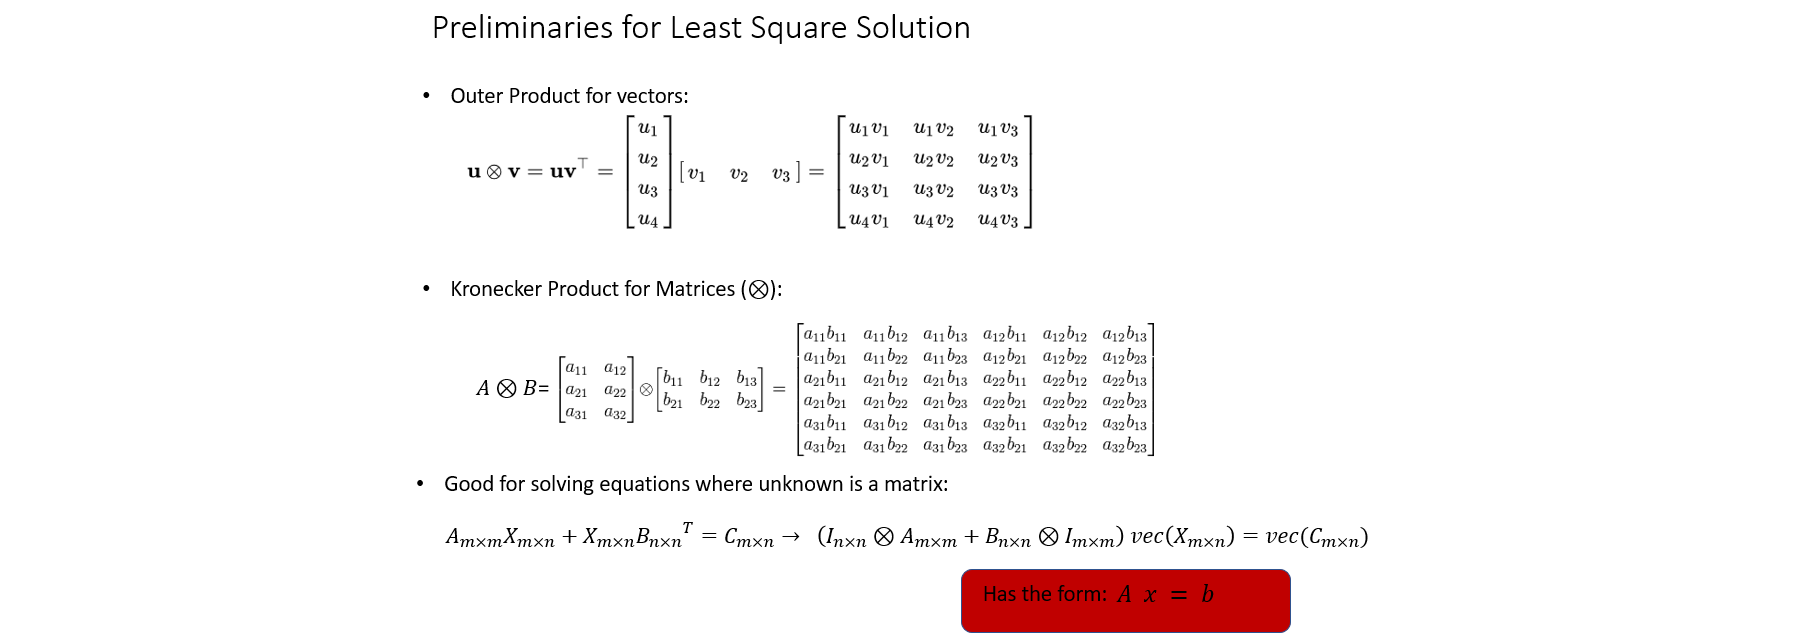 Preliminaries for Least Square Solution
• Outer Product for vectors:
$\mathbf{u} \otimes \mathbf{v} = \mathbf{u}\mathbf{v}^\top = \begin{bmatrix} u_1 \\ u_2 \\ u_3 \\ u_4 \end{bmatrix} \begin{bmatrix} v_1 & v_2 & v_3 \end{bmatrix} = \begin{bmatrix} u_1v_1 & u_1v_2 & u_1v_3 \\ u_2v_1 & u_2v_2 & u_2v_3 \\ u_3v_1 & u_3v_2 & u_3v_3 \\ u_4v_1 & u_4v_2 & u_4v_3 \end{bmatrix}$
• Kronecker Product for Matrices (⊗):
$A \otimes B = \begin{bmatrix} a_{11} & a_{12} \\ a_{21} & a_{22} \\ a_{31} & a_{32} \end{bmatrix} \otimes \begin{bmatrix} b_{11} & b_{12} & b_{13} \\ b_{21} & b_{22} & b_{23} \end{bmatrix} = \begin{bmatrix} a_{11}b_{11} & a_{11}b_{12} & a_{11}b_{13} & a_{12}b_{11} & a_{12}b_{12} & a_{12}b_{13} \\ a_{11}b_{21} & a_{11}b_{22} & a_{11}b_{23} & a_{12}b_{21} & a_{12}b_{22} & a_{12}b_{23} \\ a_{21}b_{11} & a_{21}b_{12} & a_{21}b_{13} & a_{22}b_{11} & a_{22}b_{12} & a_{22}b_{13} \\ a_{21}b_{21} & a_{21}b_{22} & a_{21}b_{23} & a_{22}b_{21} & a_{22}b_{22} & a_{22}b_{23} \\ a_{31}b_{11} & a_{31}b_{12} & a_{31}b_{13} & a_{32}b_{11} & a_{32}b_{12} & a_{32}b_{13} \\ a_{31}b_{21} & a_{31}b_{22} & a_{31}b_{23} & a_{32}b_{21} & a_{32}b_{22} & a_{32}b_{23} \end{bmatrix}$
• Good for solving equations where unknown is a matrix:
$A_{m×m}X_{m×n} + X_{m×n}{B_{n×n}}^T = C_{m×n} \rightarrow (I_{n×n} \otimes A_{m×m} + B_{n×n} \otimes I_{m×m})\,vec(X_{m×n}) = vec(C_{m×n})$
Has the form: $A\ x = b$